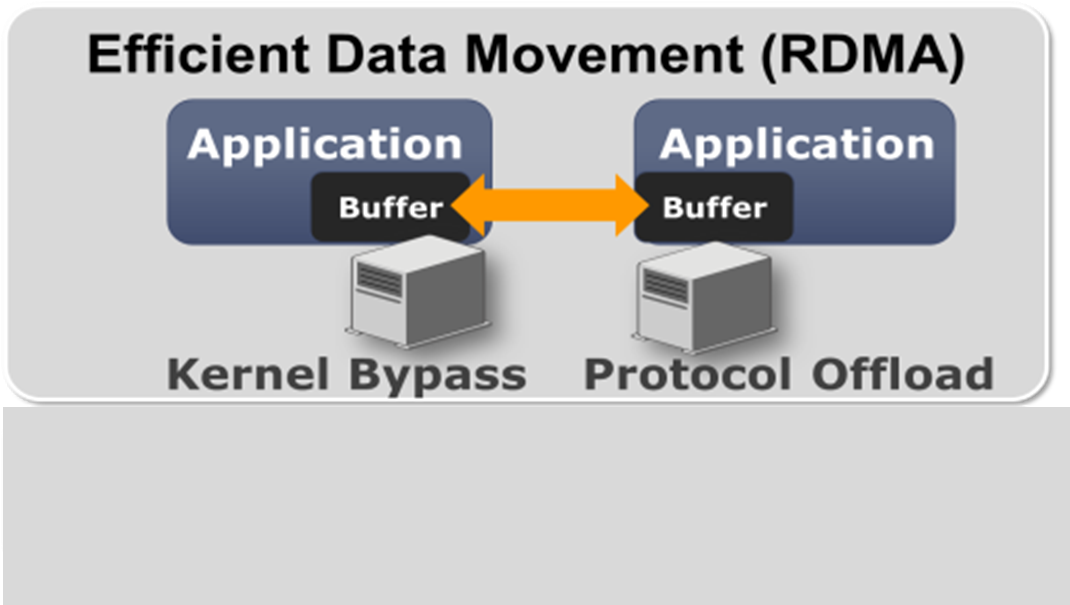 Efficient Data Movement (RDMA)
Application Application
Buffer Buffer
Kernel Bypass Protocol Offload